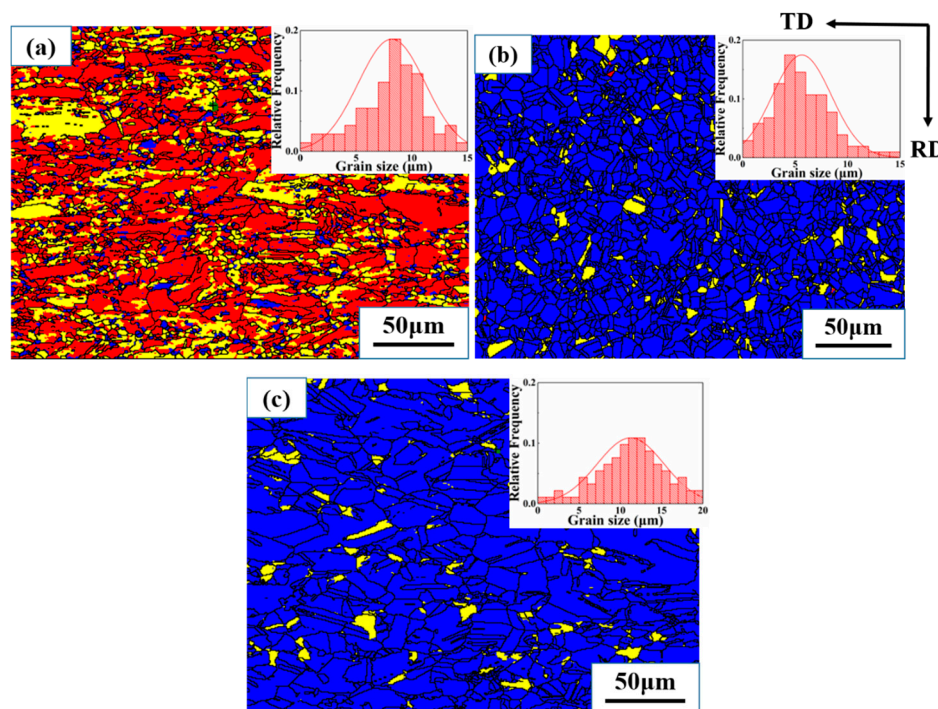 (a)
Relative Frequency
0.2
0.1
0.0
0
5
10
15
Grain size (μm)
50μm
(b)
Relative Frequency
0.2
0.1
0.0
0
5
10
15
Grain size (μm)
50μm
TD
RD
(c)
Relative Frequency
0.2
0.1
0.0
0
5
10
15
20
Grain size (μm)
50μm